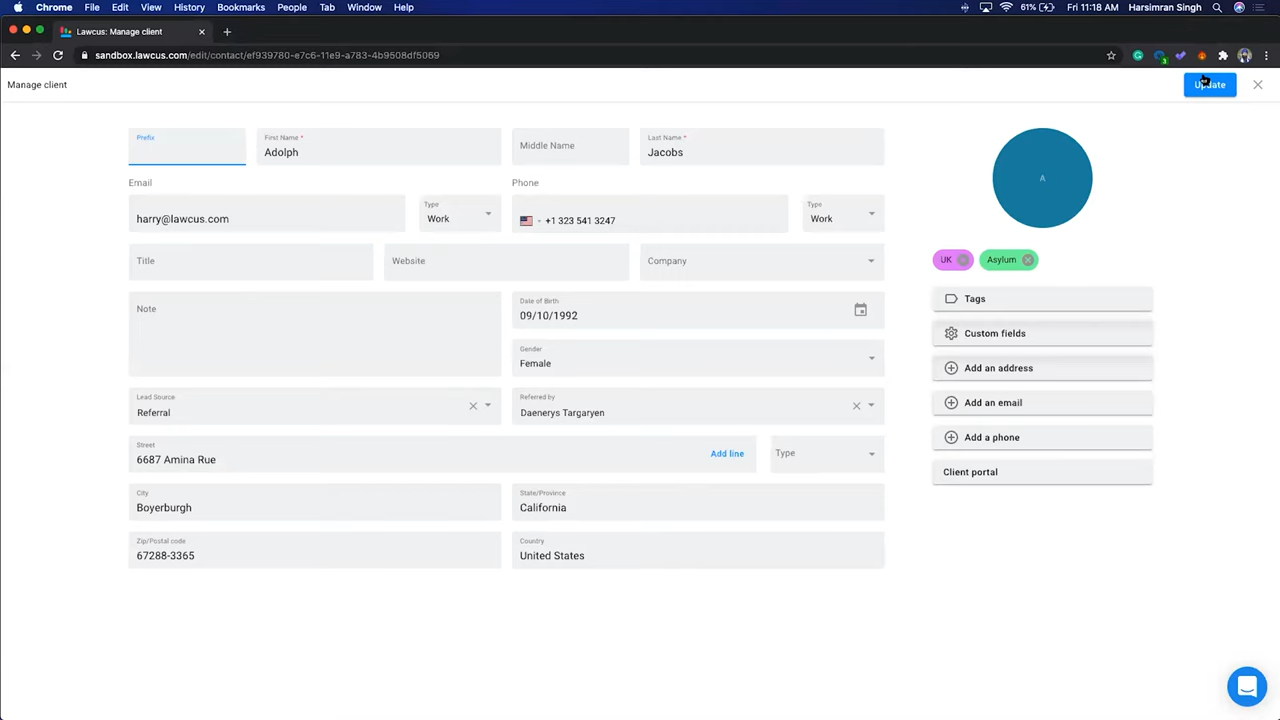 Chrome File Edit View History Bookmarks People Tab Window Help 61% Fri 11:18 AM Harsimran Singh
Lawcus: Manage client
sandbox.lawcus.com/edit/contact/ef939780-e7c6-11e9-a783-4b9508df5069
3
Manage client
Update
Prefix
First Name *
Adolph
Middle Name
Last Name *
Jacobs
A
Email
Phone
harry@lawcus.com
Type
Work
+1 323 541 3247
Type
Work
Title
Website
Company
UK
Asylum
Note
Date of Birth
09/10/1992
Tags
Gender
Female
Custom fields
Add an address
Lead Source
Referral
Referred by
Daenerys Targaryen
Add an email
Street
6687 Amina Rue
Add line
Type
Add a phone
Client portal
City
Boyerburgh
State/Province
California
Zip/Postal code
67288-3365
Country
United States